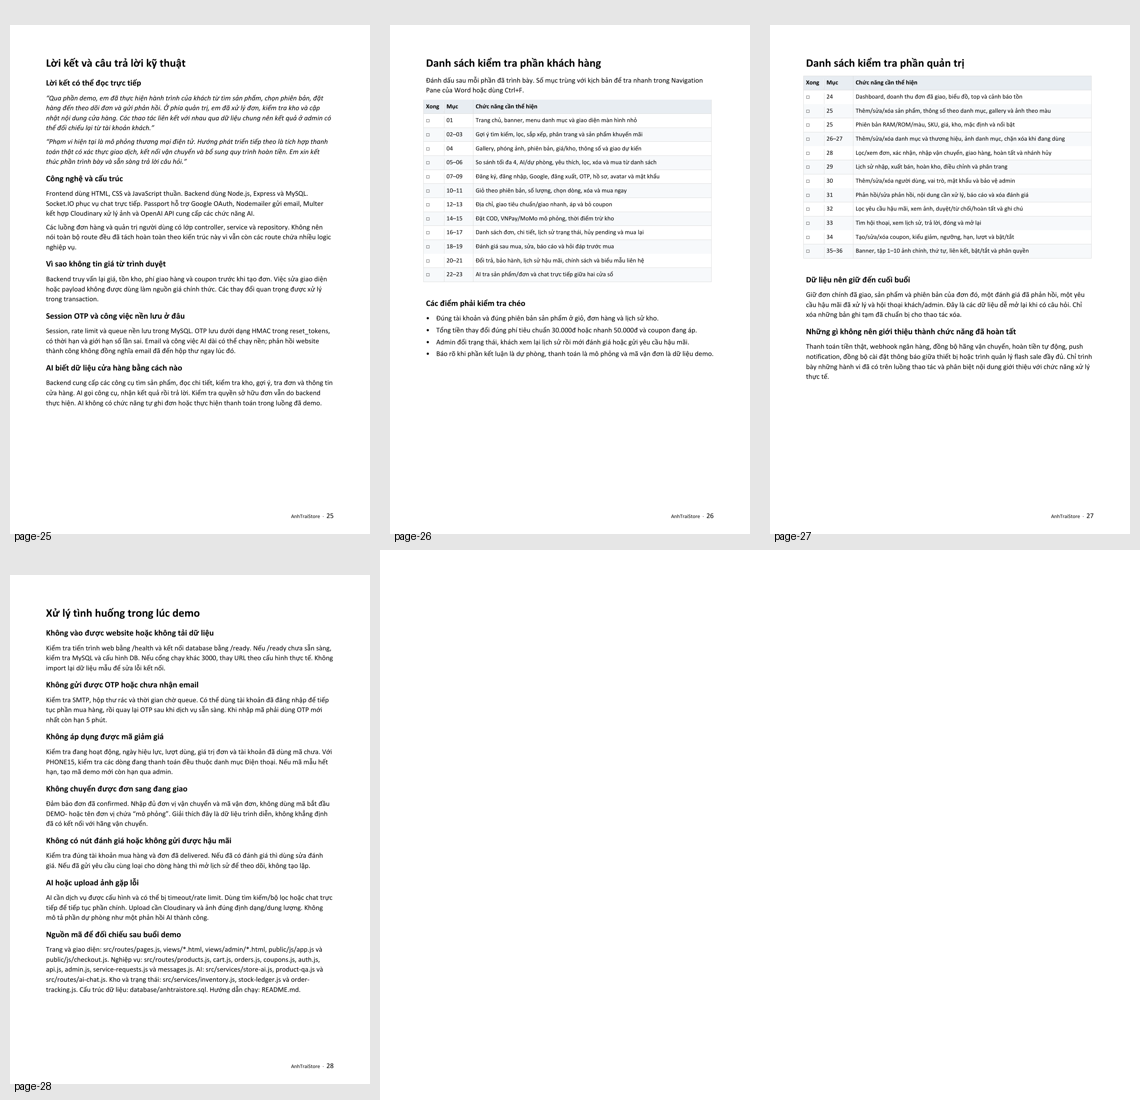 Lời kết và câu trả lời kỹ thuật
Lời kết có thể đọc trực tiếp
“Qua phần demo, em đã thực hiện hành trình của khách từ tìm sản phẩm, chọn phiên bản, đặt
hàng đến theo dõi đơn và gửi phản hồi. Ở phía quản trị, em đã xử lý đơn, kiểm tra kho và cập
nhật nội dung cửa hàng. Các thao tác liên kết với nhau qua dữ liệu chung nên kết quả ở admin có
thể đối chiếu lại từ tài khoản khách.”
“Phạm vi hiện tại là mô phỏng thương mại điện tử. Hướng phát triển tiếp theo là tích hợp thanh
toán thật có xác thực giao dịch, kết nối vận chuyển và bổ sung quy trình hoàn tiền. Em xin kết
thúc phần trình bày và sẵn sàng trả lời câu hỏi.”
Công nghệ và cấu trúc
Frontend dùng HTML, CSS và JavaScript thuần. Backend dùng Node.js, Express và MySQL.
Socket.IO phục vụ chat trực tiếp. Passport hỗ trợ Google OAuth, Nodemailer gửi email, Multer
kết hợp Cloudinary xử lý ảnh và OpenAI API cung cấp các chức năng AI.
Các luồng đơn hàng và quản trị người dùng có lớp controller, service và repository. Không nên
nói toàn bộ route đều đã tách hoàn toàn theo kiến trúc này vì vẫn còn các route chứa nhiều logic
nghiệp vụ.
Vì sao không tin giá từ trình duyệt
Backend truy vấn lại giá, tồn kho, phí giao hàng và coupon trước khi tạo đơn. Việc sửa giao diện
hoặc payload không được dùng làm nguồn giá chính thức. Các thay đổi quan trọng được xử lý
trong transaction.
Session OTP và công việc nền lưu ở đâu
Session, rate limit và queue nền lưu trong MySQL. OTP lưu dưới dạng HMAC trong reset_tokens,
có thời hạn và giới hạn số lần sai. Email và công việc AI dài có thể chạy nền; phản hồi website
thành công không đồng nghĩa email đã đến hộp thư ngay lúc đó.
AI biết dữ liệu cửa hàng bằng cách nào
Backend cung cấp các công cụ tìm sản phẩm, đọc chi tiết, kiểm tra kho, gợi ý, tra đơn và thông tin
cửa hàng. AI gọi công cụ, nhận kết quả rồi trả lời. Kiểm tra quyền sở hữu đơn vẫn do backend
thực hiện. AI không có chức năng tự ghi đơn hoặc thực hiện thanh toán trong luồng đã demo.
AnhTraiStore - 25
page-25
Danh sách kiểm tra phần khách hàng
Đánh dấu sau mỗi phần đã trình bày. Số mục trùng với kịch bản để tra nhanh trong Navigation
Pane của Word hoặc dùng Ctrl+F.
Xong Mục Chức năng cần thể hiện
□ 01 Trang chủ, banner, menu danh mục và giao diện màn hình nhỏ
□ 02–03 Gợi ý tìm kiếm, lọc, sắp xếp, phân trang và sản phẩm khuyến mãi
□ 04 Gallery, phóng ảnh, phiên bản, giá/kho, thông số và giao dự kiến
□ 05–06 So sánh tối đa 4, AI/dự phòng, yêu thích, lọc, xóa và mua từ danh sách
□ 07–09 Đăng ký, đăng nhập, Google, đăng xuất, OTP, hồ sơ, avatar và mật khẩu
□ 10–11 Giỏ theo phiên bản, số lượng, chọn dòng, xóa và mua ngay
□ 12–13 Địa chỉ, giao tiêu chuẩn/giao nhanh, áp và bỏ coupon
□ 14–15 Đặt COD, VNPay/MoMo mô phỏng, thời điểm trừ kho
□ 16–17 Danh sách đơn, chi tiết, lịch sử trạng thái, hủy pending và mua lại
□ 18–19 Đánh giá sau mua, sửa, báo cáo và hỏi đáp trước mua
□ 20–21 Đổi trả, bảo hành, lịch sử hậu mãi, chính sách và biểu mẫu liên hệ
□ 22–23 AI tra sản phẩm/đơn và chat trực tiếp giữa hai cửa sổ
Các điểm phải kiểm tra chéo
• Đúng tài khoản và đúng phiên bản sản phẩm ở giỏ, đơn hàng và lịch sử kho.
• Tổng tiền thay đổi đúng phí tiêu chuẩn 30.000đ hoặc nhanh 50.000đ và coupon đang áp.
• Admin đổi trạng thái, khách xem lại lịch sử rồi mới đánh giá hoặc gửi yêu cầu hậu mãi.
• Báo rõ khi phần kết luận là dự phòng, thanh toán là mô phỏng và mã vận đơn là dữ liệu demo.
AnhTraiStore - 26
page-26
Danh sách kiểm tra phần quản trị
Xong Mục Chức năng cần thể hiện
□ 24 Dashboard, doanh thu đơn đã giao, biểu đồ, top và cảnh báo tồn
□ 25 Thêm/sửa/xóa sản phẩm, thông số theo danh mục, gallery và ảnh theo màu
□ 25 Phiên bản RAM/ROM/màu, SKU, giá, kho, mặc định và nổi bật
□ 26–27 Thêm/sửa/xóa danh mục và thương hiệu, ảnh danh mục, chặn xóa khi đang dùng
□ 28 Lọc/xem đơn, xác nhận, nhập vận chuyển, giao hàng, hoàn tất và nhánh hủy
□ 29 Lịch sử nhập, xuất bán, hoàn kho, điều chỉnh và phân trang
□ 30 Thêm/sửa/xóa người dùng, vai trò, mật khẩu và bảo vệ admin
□ 31 Phản hồi/sửa phản hồi, nội dung cần xử lý, báo cáo và xóa đánh giá
□ 32 Lọc yêu cầu hậu mãi, xem ảnh, duyệt/từ chối/hoàn tất và ghi chú
□ 33 Tìm hội thoại, xem lịch sử, trả lời, đóng và mở lại
□ 34 Tạo/sửa/xóa coupon, kiểu giảm, ngưỡng, hạn, lượt và bật/tắt
□ 35–36 Banner, tập 1–10 ảnh chính, thứ tự, liên kết, bật/tắt và phân quyền
Dữ liệu nên giữ đến cuối buổi
Giữ đơn chính đã giao, sản phẩm và phiên bản của đơn đó, một đánh giá đã phản hồi, một yêu
cầu hậu mãi đã xử lý và hội thoại khách/admin. Đây là các dữ liệu dễ mở lại khi có câu hỏi. Chỉ
xóa những bản ghi tạm đã chuẩn bị cho thao tác xóa.
Những gì không nên giới thiệu thành chức năng đã hoàn tất
Thanh toán tiền thật, webhook ngân hàng, đồng bộ hãng vận chuyển, hoàn tiền tự động, push
notification, đồng bộ cài đặt thông báo giữa thiết bị hoặc trình quản lý flash sale đầy đủ. Chỉ trình
bày những hành vi đã có trên luồng thao tác và phân biệt nội dung giới thiệu với chức năng xử lý
thực tế.
AnhTraiStore - 27
page-27
Xử lý tình huống trong lúc demo
Không vào được website hoặc không tải dữ liệu
Kiểm tra tiến trình web bằng /health và kết nối database bằng /ready. Nếu /ready chưa sẵn sàng,
kiểm tra MySQL và cấu hình DB. Nếu cổng chạy khác 3000, thay URL theo cấu hình thực tế. Không
import lại dữ liệu mẫu để sửa lỗi kết nối.
Không gửi được OTP hoặc chưa nhận email
Kiểm tra SMTP, hộp thư rác và thời gian chờ queue. Có thể dùng tài khoản đã đăng nhập để tiếp
tục phần mua hàng, rồi quay lại OTP sau khi dịch vụ sẵn sàng. Khi nhập mã phải dùng OTP mới
nhất còn hạn 5 phút.
Không áp dụng được mã giảm giá
Kiểm tra đang hoạt động, ngày hiệu lực, lượt dùng, giá trị đơn và tài khoản đã dùng mã chưa. Với
PHONE15, kiểm tra các dòng đang thanh toán đều thuộc danh mục Điện thoại. Nếu mã mẫu hết
hạn, tạo mã demo mới còn hạn qua admin.
Không chuyển được đơn sang đang giao
Đảm bảo đơn đã confirmed. Nhập đủ đơn vị vận chuyển và mã vận đơn, không dùng mã bắt đầu
DEMO- hoặc tên đơn vị chứa “mô phỏng”. Giải thích đây là dữ liệu trình diễn, không khẳng định
đã có kết nối với hãng vận chuyển.
Không có nút đánh giá hoặc không gửi được hậu mãi
Kiểm tra đúng tài khoản mua hàng và đơn đã delivered. Nếu đã có đánh giá thì dùng sửa đánh
giá. Nếu đã gửi yêu cầu cùng loại cho dòng hàng thì mở lịch sử để theo dõi, không tạo lặp.
AI hoặc upload ảnh gặp lỗi
AI cần dịch vụ được cấu hình và có thể bị timeout/rate limit. Dùng tìm kiếm/bộ lọc hoặc chat trực
tiếp để tiếp tục phần chính. Upload cần Cloudinary và ảnh đúng định dạng/dung lượng. Không
mô tả phần dự phòng như một phản hồi AI thành công.
Nguồn mã để đối chiếu sau buổi demo
Trang và giao diện: src/routes/pages.js, views/*.html, views/admin/*.html, public/js/app.js và
public/js/checkout.js. Nghiệp vụ: src/routes/products.js, cart.js, orders.js, coupons.js, auth.js,
api.js, admin.js, service-requests.js và messages.js. AI: src/services/store-ai.js, product-qa.js và
src/routes/ai-chat.js. Kho và trạng thái: src/services/inventory.js, stock-ledger.js và order-
tracking.js. Cấu trúc dữ liệu: database/anhtraistore.sql. Hướng dẫn chạy: README.md.
AnhTraiStore - 28
page-28